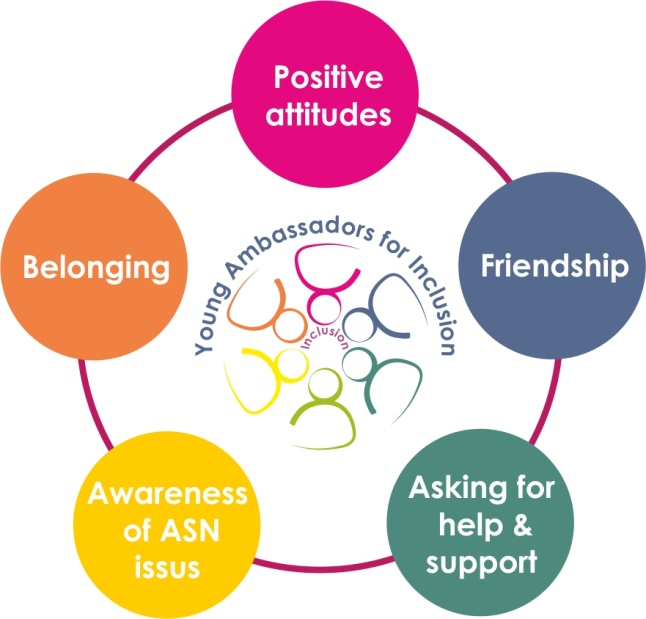 Positive
attitudes
Friendship
Asking for
help &
support
Awareness
of ASN
issus
Belonging
Young Ambassadors for Inclusion
Inclusion